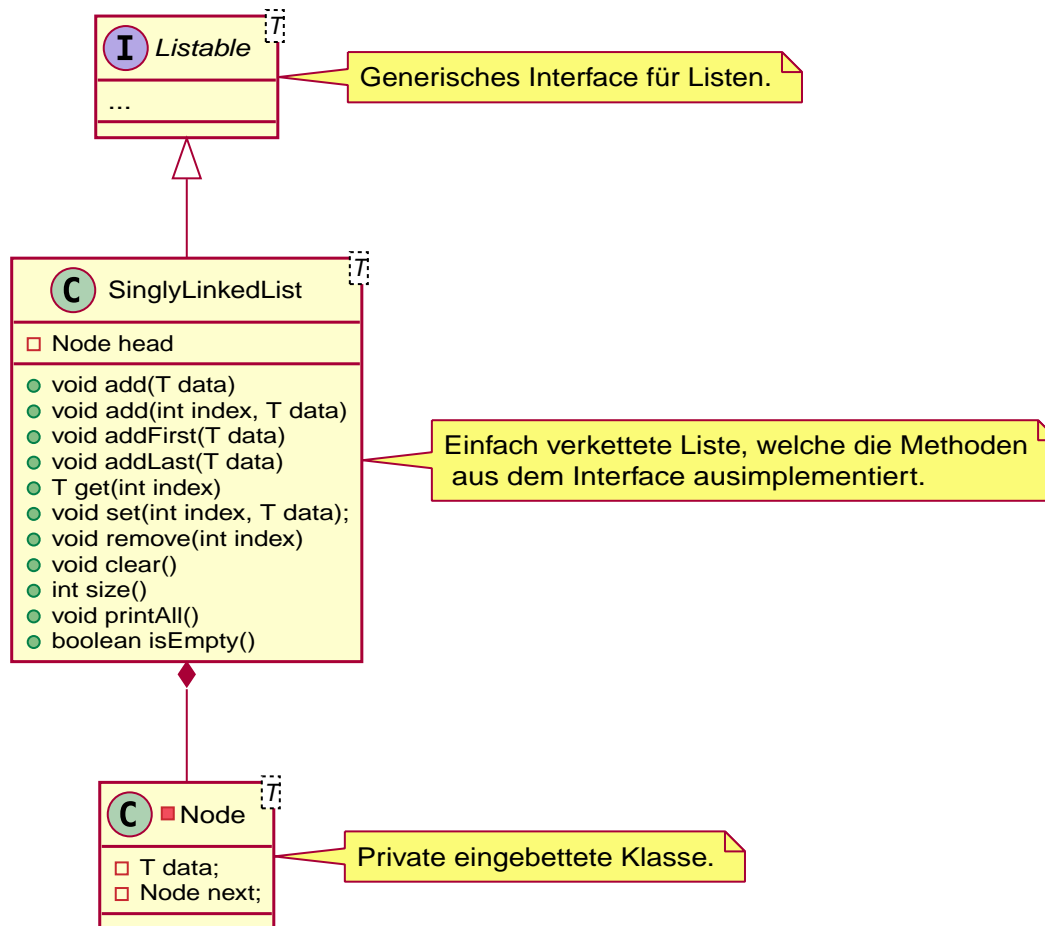 I Listable T
Generisches Interface für Listen.
...
C SinglyLinkedList T
Node head
void add(T data)
void add(int index, T data)
void addFirst(T data)
void addLast(T data)
T get(int index)
void set(int index, T data);
void remove(int index)
void clear()
int size()
void printAll()
boolean isEmpty()
Einfach verkettete Liste, welche die Methoden
aus dem Interface ausimplementiert.
C Node T
T data;
Node next;
Private eingebettete Klasse.